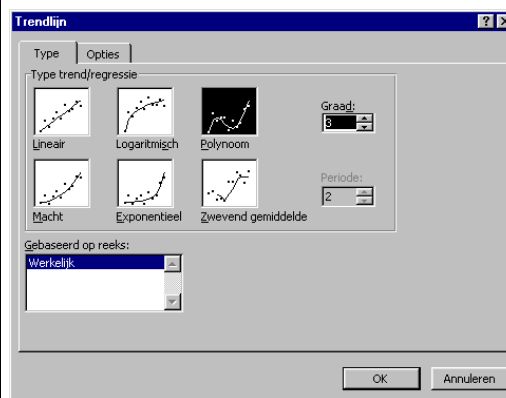 Trendlijn
Type Opties
Type trend/regressie
Lineair Logaritmisch Polynoom
Graad:
3
Macht Exponentieel Zwevend gemiddelde
Periode:
2
Gebaseerd op reeks:
Werkelijk
OK Annuleren